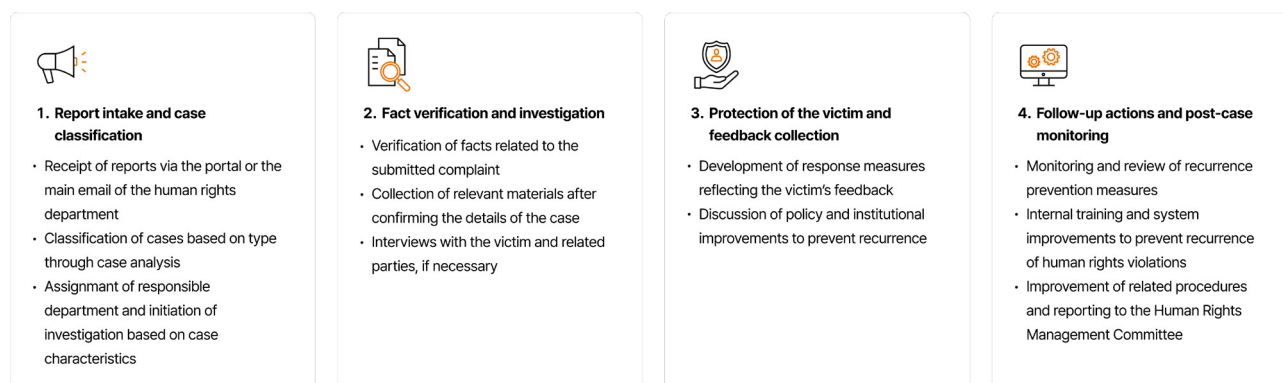 1. Report intake and case
classification
• Receipt of reports via the portal or the
main email of the human rights
department
• Classification of cases based on type
through case analysis
• Assignmant of responsible
department and initiation of
investigation based on case
characteristics
2. Fact verification and investigation
• Verification of facts related to the
submitted complaint
• Collection of relevant materials after
confirming the details of the case
• Interviews with the victim and related
parties, if necessary
3. Protection of the victim and
feedback collection
• Development of response measures
reflecting the victim's feedback
• Discussion of policy and institutional
improvements to prevent recurrence
4. Follow-up actions and post-case
monitoring
• Monitoring and review of recurrence
prevention measures
• Internal training and system
improvements to prevent recurrence
of human rights violations
• Improvement of related procedures
and reporting to the Human Rights
Management Committee